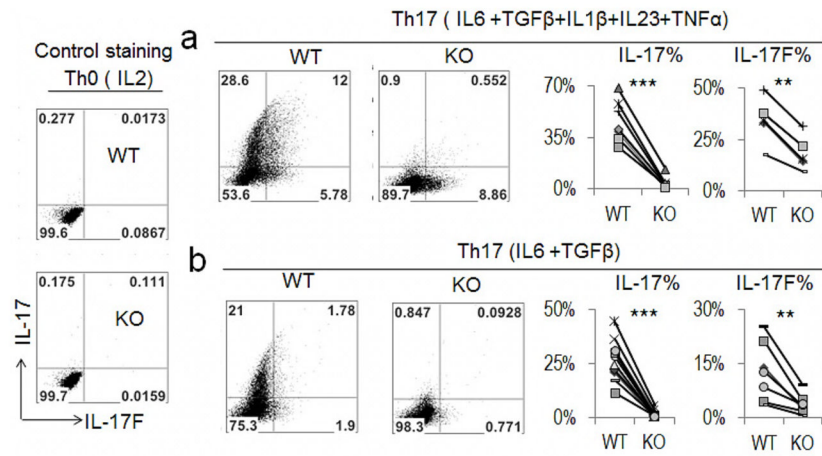 Control staining
Th0 ( IL2)
0.277 0.0173
WT
99.6 0.0867
0.175 0.111
KO
99.7 0.0159
IL-17
IL-17F
a
Th17 ( IL6 +TGFβ+IL1β+IL23+TNFα)
WT KO IL-17% IL-17F%
28.6 12
53.6 5.78
0.9 0.552
89.7 8.86
70% ***
35%
0%
WT KO
50% **
25%
0%
WT KO
b
Th17 (IL6 +TGFβ)
WT KO IL-17% IL-17F%
21 1.78
75.3 1.9
0.847 0.0928
98.3 0.771
50% ***
25%
0%
WT KO
30% **
15%
0%
WT KO